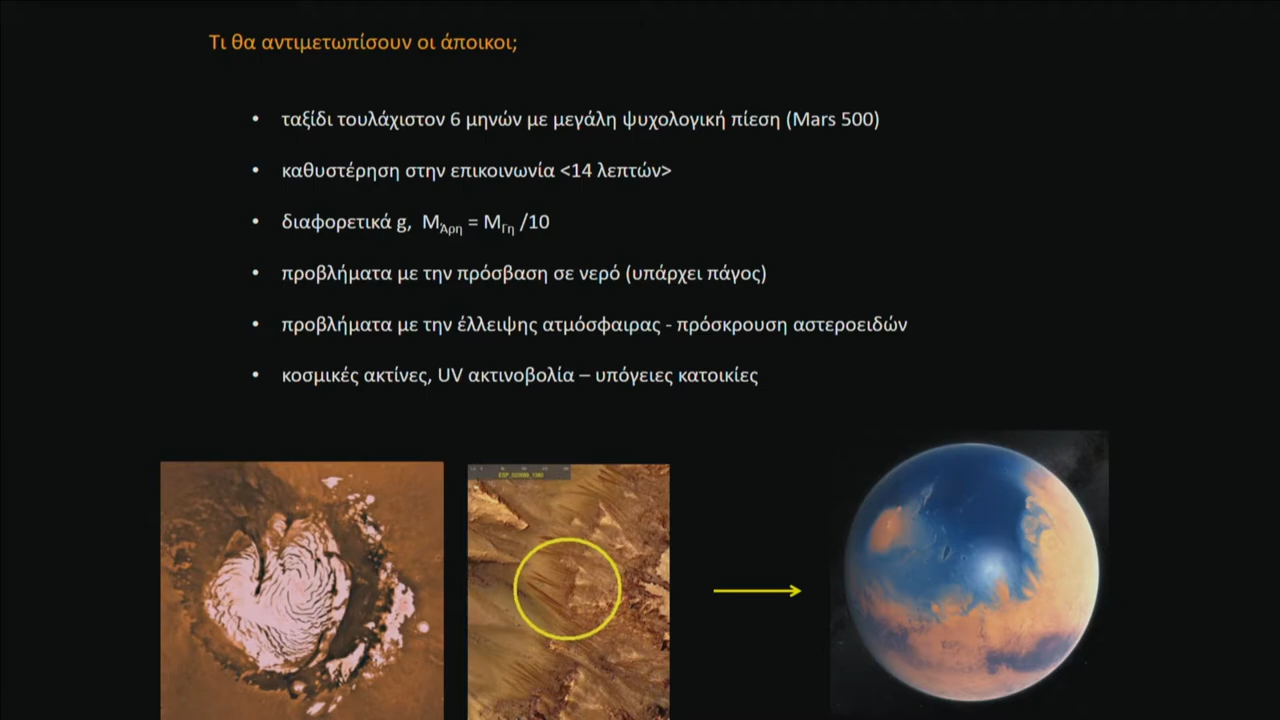 Τι θα αντιμετωπίσουν οι άποικοι;
• ταξίδι τουλάχιστον 6 μηνών με μεγάλη ψυχολογική πίεση (Mars 500)
• καθυστέρηση στην επικοινωνία <14 λεπτών>
• διαφορετικά g, MΆρη = MΓη /10
• προβλήματα με την πρόσβαση σε νερό (υπάρχει πάγος)
• προβλήματα με την έλλειψης ατμόσφαιρας - πρόσκρουση αστεροειδών
• κοσμικές ακτίνες, UV ακτινοβολία – υπόγειες κατοικίες